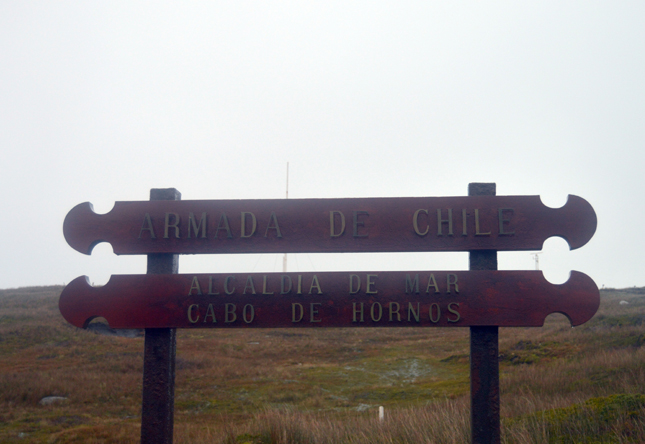 ARMADA DE CHILE
ALCALDIA DE MAR
CABO DE HORNOS